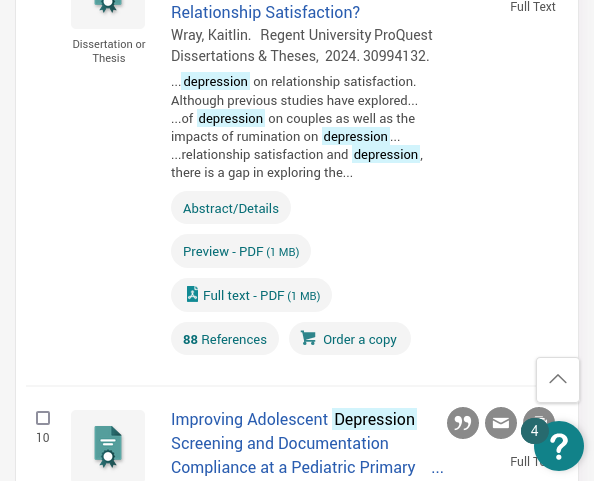 Relationship Satisfaction?
Full Text
Wray, Kaitlin. Regent University ProQuest
Dissertations & Theses, 2024. 30994132.
Dissertation or
Thesis
...depression on relationship satisfaction.
Although previous studies have explored...
...of depression on couples as well as the
impacts of rumination on depression...
...relationship satisfaction and depression,
there is a gap in exploring the...
Abstract/Details
Preview - PDF (1 MB)
Full text - PDF (1 MB)
88 References
Order a copy
10
Improving Adolescent Depression
Screening and Documentation
Compliance at a Pediatric Primary ...
4
?
Full